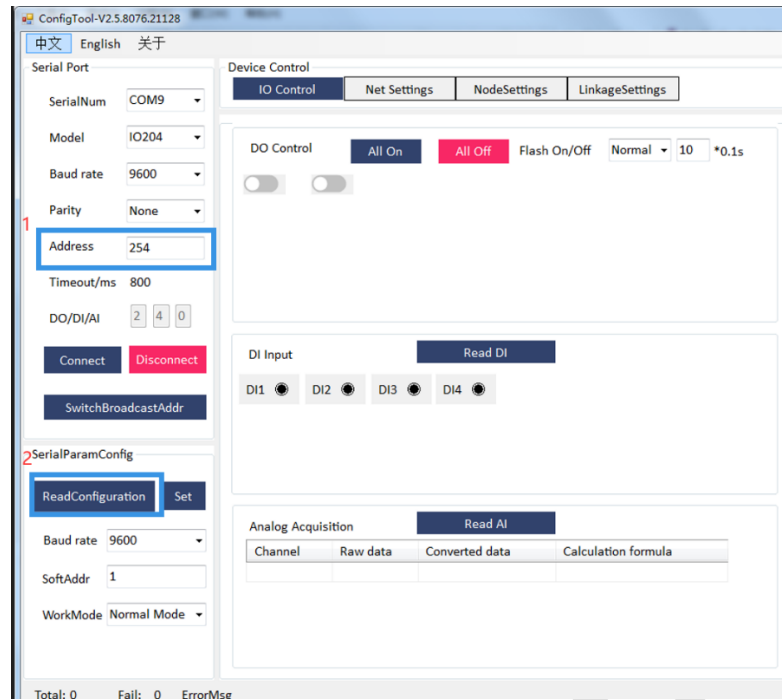 ConfigTool-V2.5.8076.21128
中文 English 关于
Serial Port
SerialNum COM9
Model IO204
Baud rate 9600
Parity None
1
Address 254
Timeout/ms 800
DO/DI/AI 2 4 0
Connect Disconnect
SwitchBroadcastAddr
2
SerialParamConfig
ReadConfiguration Set
Baud rate 9600
SoftAddr 1
WorkMode Normal Mode
Device Control
IO Control Net Settings NodeSettings LinkageSettings
DO Control All On All Off Flash On/Off Normal 10 *0.1s
DI Input Read DI
DI1 DI2 DI3 DI4
Analog Acquisition Read AI
Channel Raw data Converted data Calculation formula
Total: 0 Fail: 0 ErrorMsg